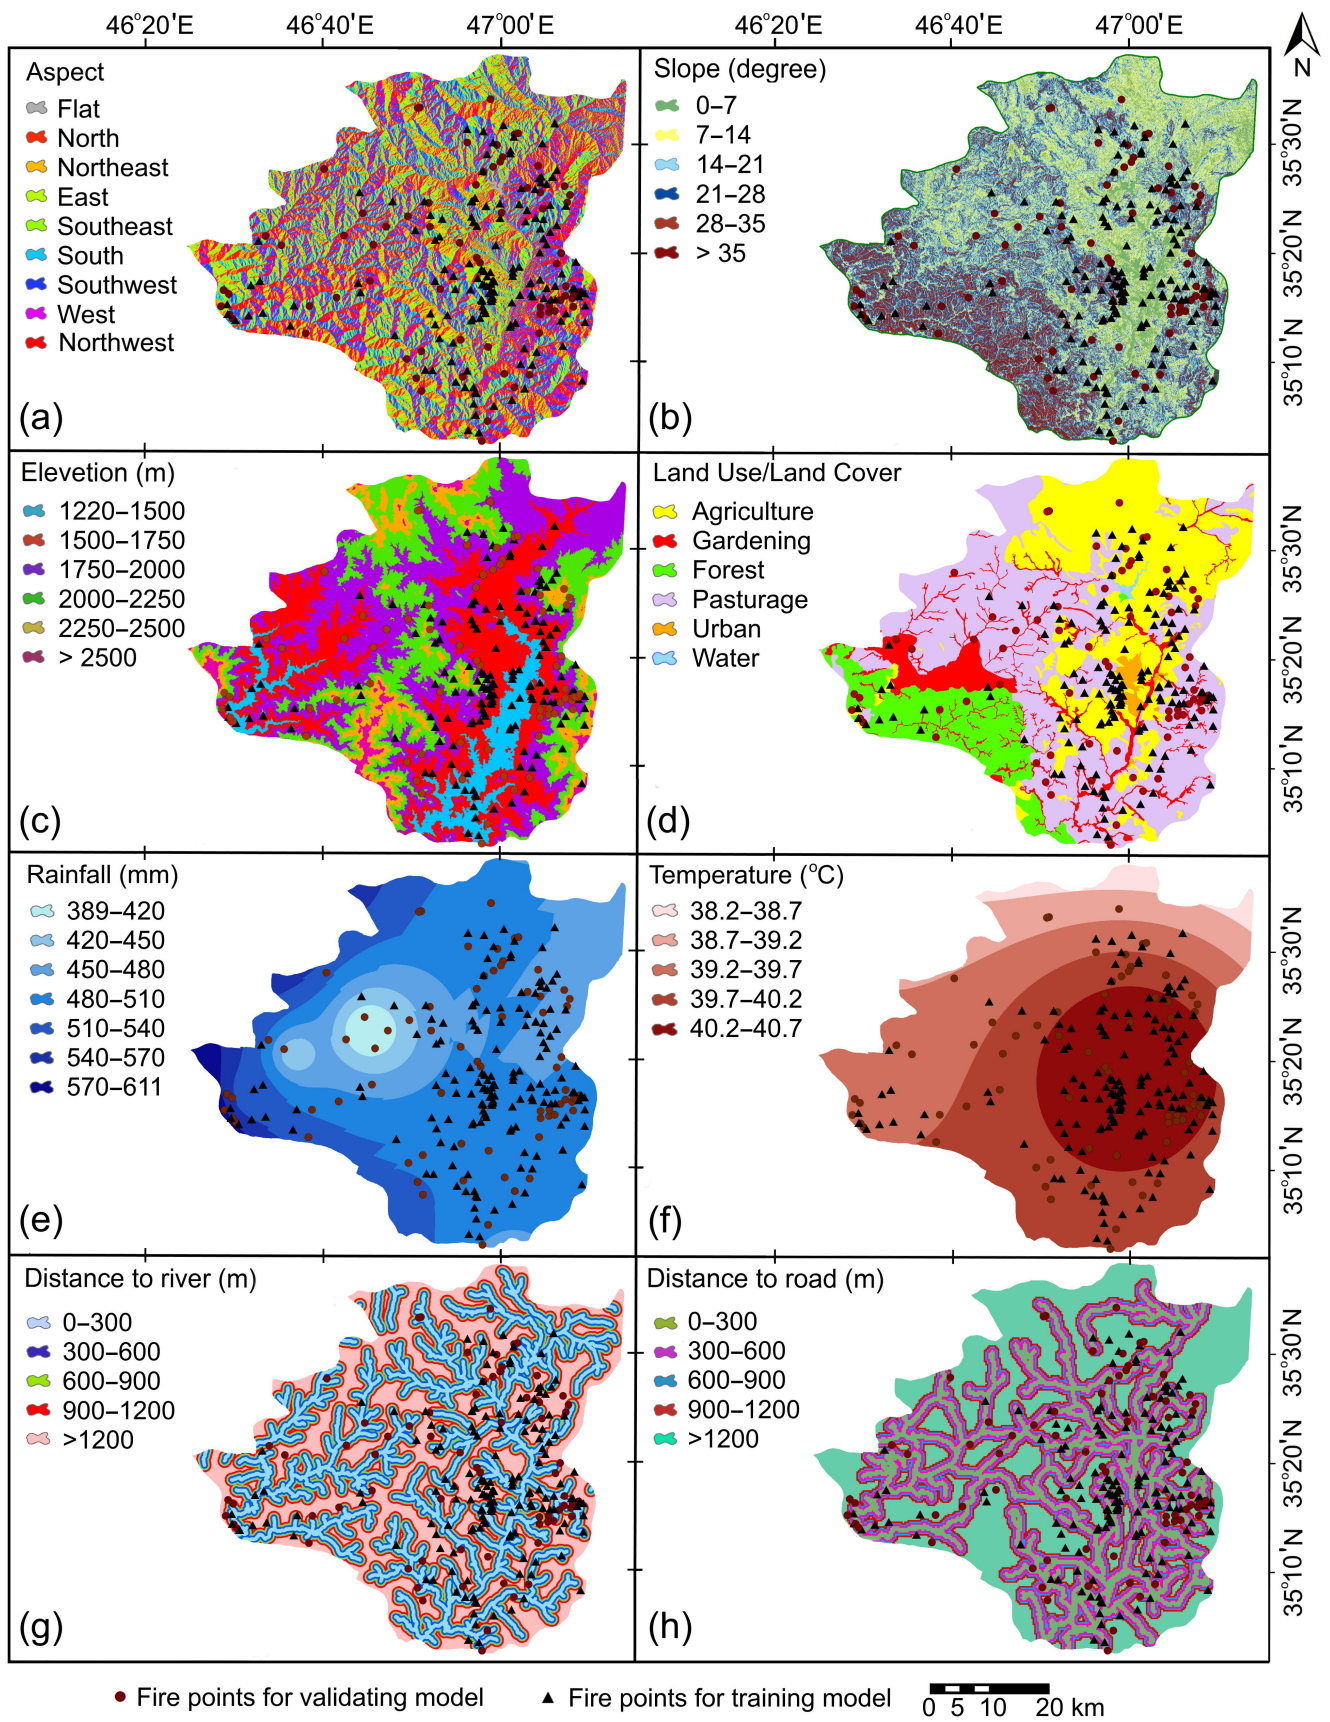 46°20'E 46°40'E 47°00'E 46°20'E 46°40'E 47°00'E
N
Aspect
Flat
North
Northeast
East
Southeast
South
Southwest
West
Northwest
(a)
Slope (degree)
0–7
7–14
14–21
21–28
28–35
> 35
(b)
35°30'N
35°20'N
35°10'N
Elevetion (m)
1220–1500
1500–1750
1750–2000
2000–2250
2250–2500
> 2500
(c)
Land Use/Land Cover
Agriculture
Gardening
Forest
Pasturage
Urban
Water
(d)
35°30'N
35°20'N
35°10'N
Rainfall (mm)
389–420
420–450
450–480
480–510
510–540
540–570
570–611
(e)
Temperature (°C)
38.2–38.7
38.7–39.2
39.2–39.7
39.7–40.2
40.2–40.7
(f)
35°30'N
35°20'N
35°10'N
Distance to river (m)
0–300
300–600
600–900
900–1200
>1200
(g)
Distance to road (m)
0–300
300–600
600–900
900–1200
>1200
(h)
35°30'N
35°20'N
35°10'N
Fire points for validating model
Fire points for training model
0 5 10 20 km